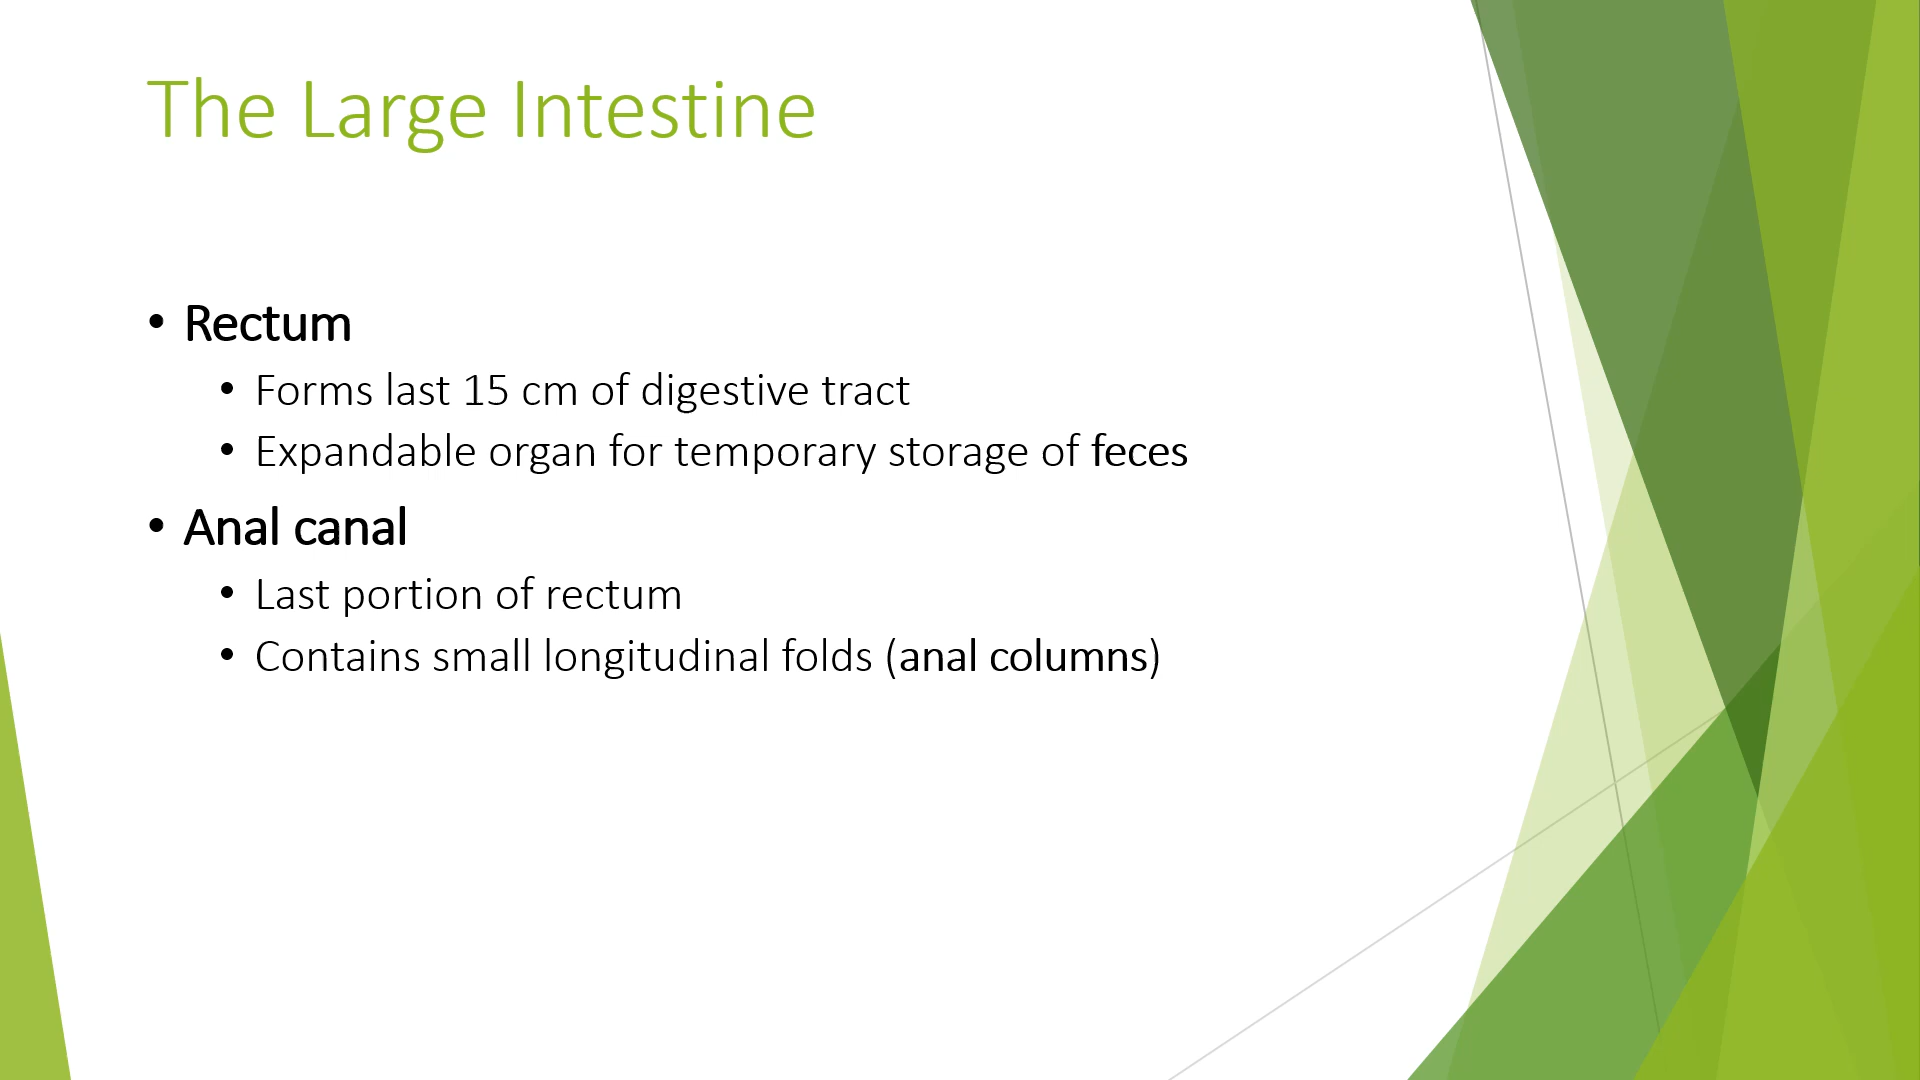 The Large Intestine
• Rectum
• Forms last 15 cm of digestive tract
• Expandable organ for temporary storage of feces
• Anal canal
• Last portion of rectum
• Contains small longitudinal folds (anal columns)